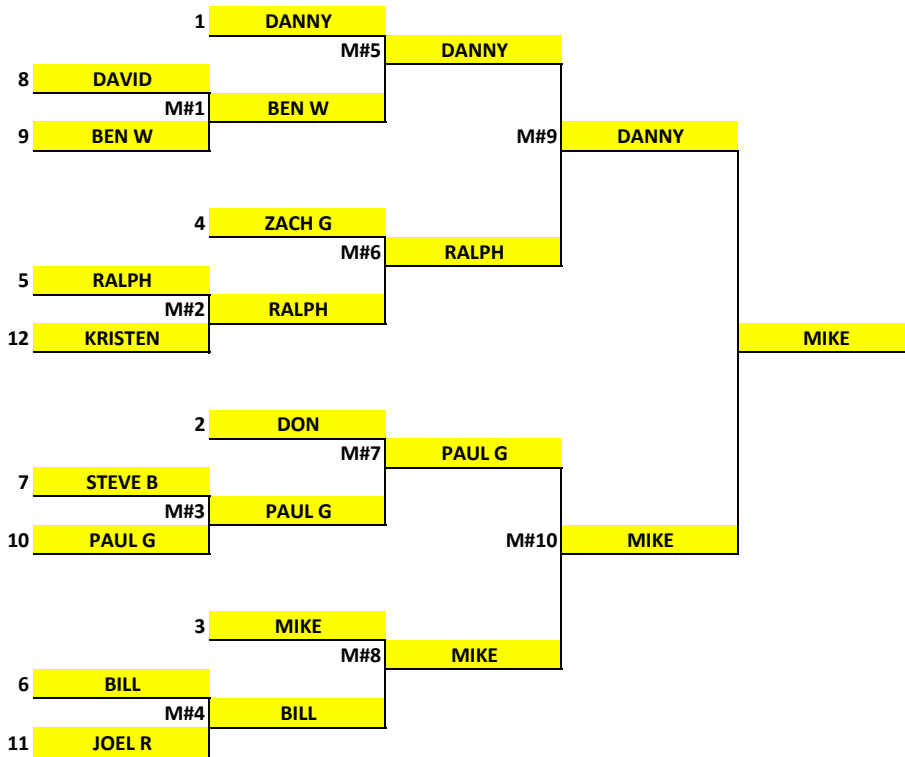 1 DANNY
M#5 DANNY
8 DAVID
M#1 BEN W
9 BEN W
M#9 DANNY
4 ZACH G
M#6 RALPH
5 RALPH
M#2 RALPH
12 KRISTEN
MIKE
2 DON
M#7 PAUL G
7 STEVE B
M#3 PAUL G
10 PAUL G
M#10 MIKE
3 MIKE
M#8 MIKE
6 BILL
M#4 BILL
11 JOEL R